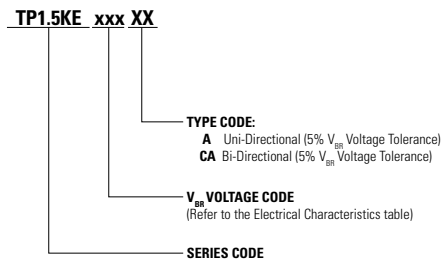 TP1.5KE xxx XX
TYPE CODE:
A Uni-Directional (5% VBR Voltage Tolerance)
CA Bi-Directional (5% VBR Voltage Tolerance)
VBR VOLTAGE CODE
(Refer to the Electrical Characteristics table)
SERIES CODE